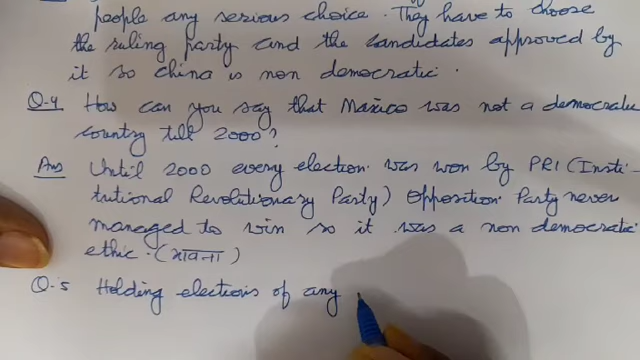 people any serious choice. They have to choose
the ruling party and the candidates approved by
it so china is non democratic.
Q-4 How can you say that Maxico was not a democratic
country till 2000?
Ans Until 2000 every election was won by PRI (Insti-
tutional Revolutionary Party) Opposition Party never
managed to win so it was a non democratic
ethic. (भावना)
Q-5 Holding elections of any